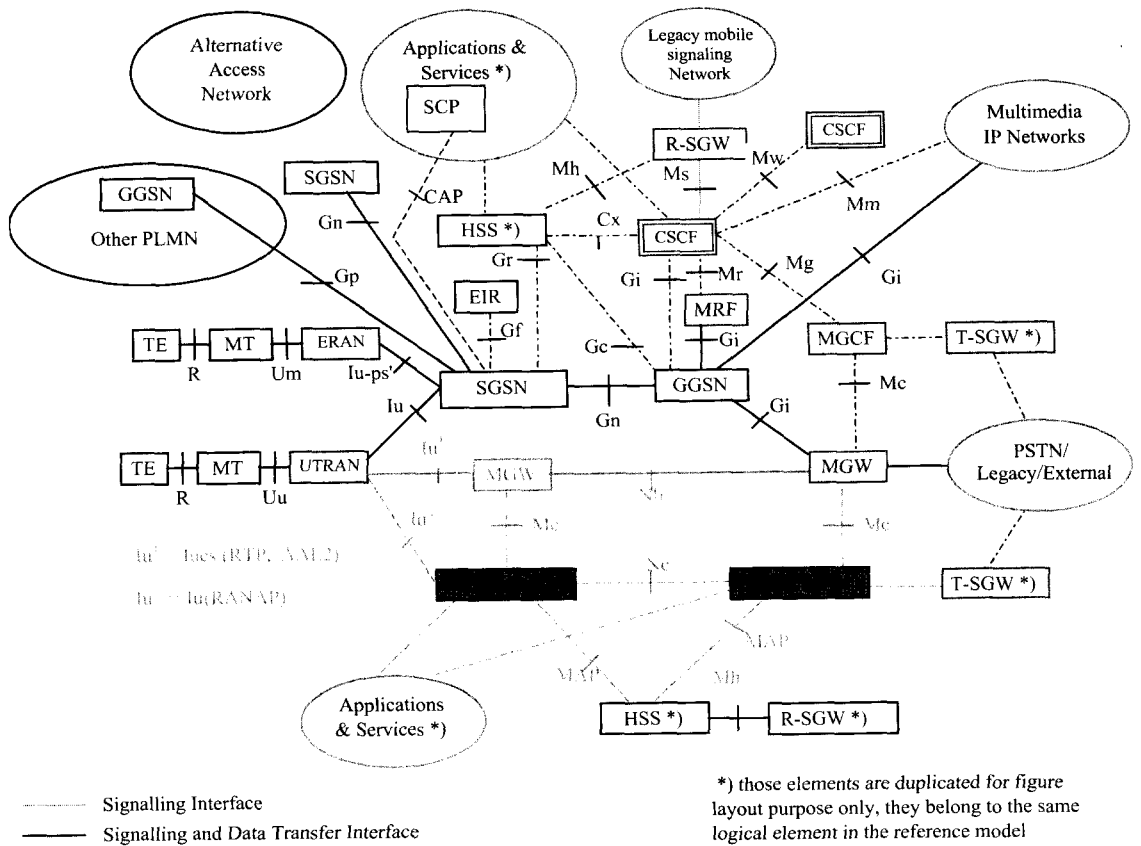 Alternative
Access
Network
Applications &
Services *)
SCP
Legacy mobile
signaling
Network
CSCF
Multimedia
IP Networks
R-SGW
GGSN
Other PLMN
SGSN
Gn
CAP
Mh
Ms
Mw
Mm
HSS *)
Cx
CSCF
Gr
Gi
Mr
Mg
Gi
Gp
EIR
Gf
MRF
Gi
Gc
MGCF
T-SGW *)
TE
R
MT
Um
ERAN
Iu-ps'
SGSN
Gn
GGSN
Gi
Mc
Iu
TE
R
MT
Uu
UTRAN
Iu'
MGW
MGW
PSTN/
Legacy/External
Mc
Mc
Nc
T-SGW *)
MAP
MAP
Mh
Applications
& Services *)
HSS *)
R-SGW *)
Signalling Interface
Signalling and Data Transfer Interface
*) those elements are duplicated for figure
layout purpose only, they belong to the same
logical element in the reference model